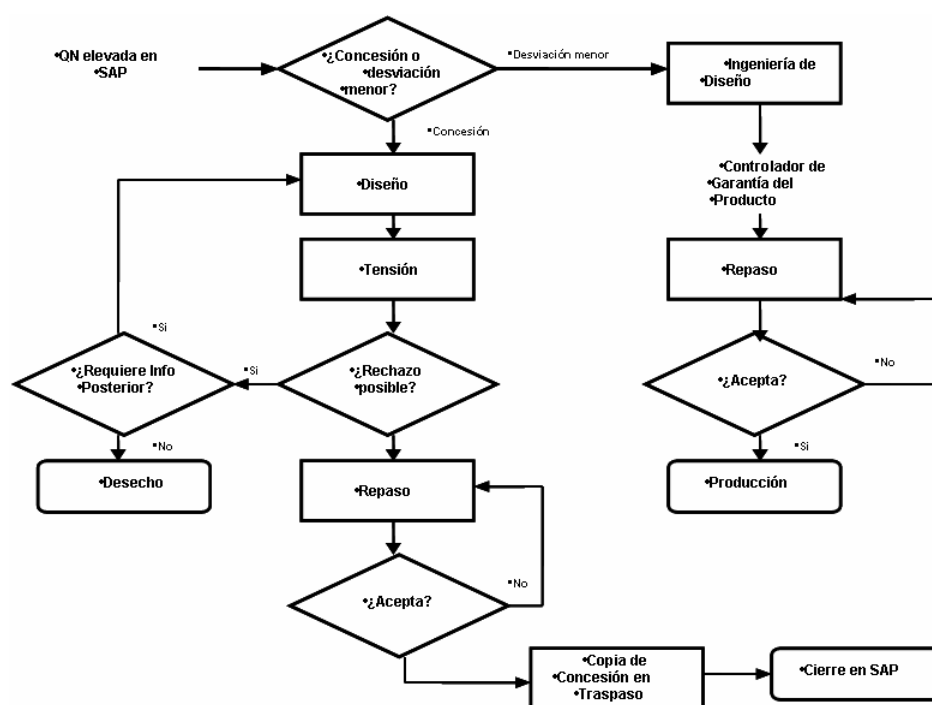 •QN elevada en
•SAP
•¿Concesión o
•desviación
•menor?
•Desviación menor
•Ingeniería de
•Diseño
•Concesión
•Diseño
•Controlador de
•Garantía del
•Producto
•Tensión
•Repaso
•Si
•¿Requiere Info
•Posterior?
•Si
•¿Rechazo
•posible?
•¿Acepta?
•No
•No
•Desecho
•Repaso
•Si
•Producción
•¿Acepta?
•No
•Copia de
•Concesión en
•Traspaso
•Cierre en SAP